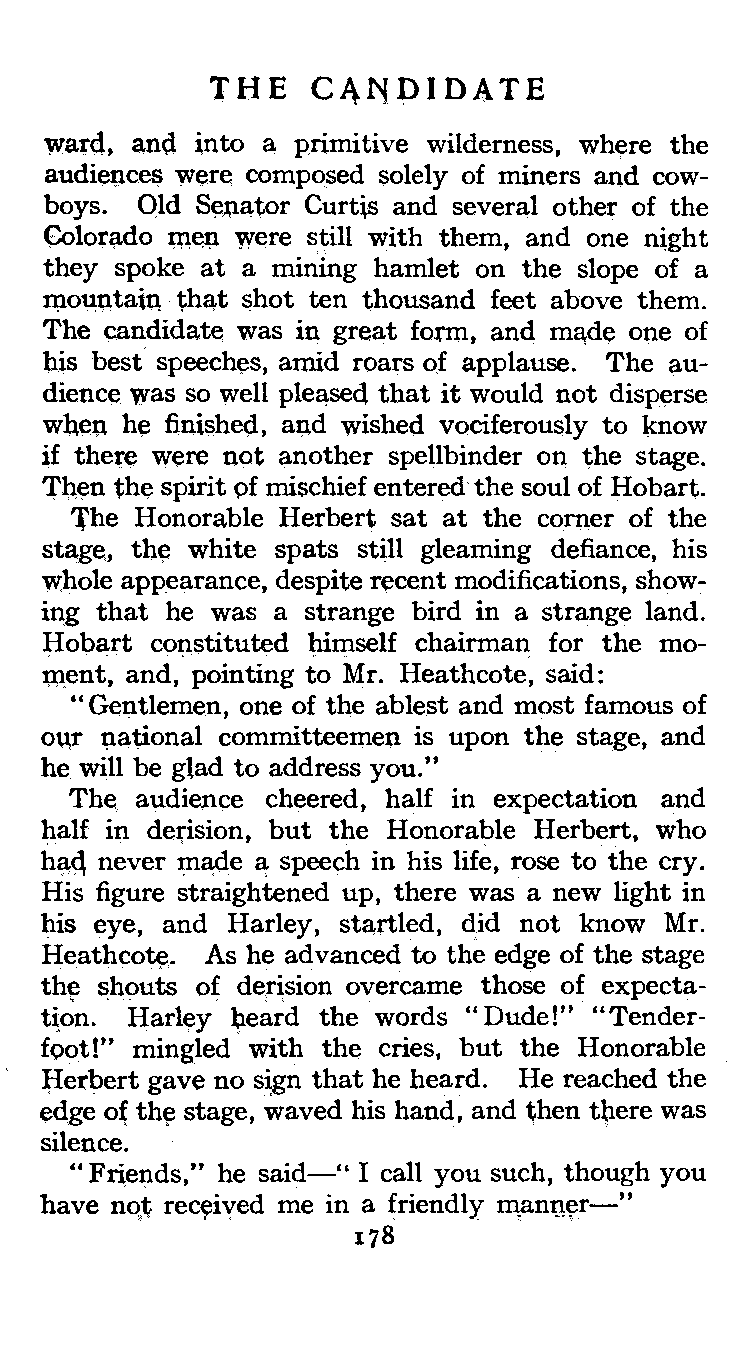 THE CANDIDATE
ward, and into a primitive wilderness, where the
audiences were composed solely of miners and cow-
boys. Old Senator Curtis and several other of the
Colorado men were still with them, and one night
they spoke at a mining hamlet on the slope of a
mountain that shot ten thousand feet above them.
The candidate was in great form, and made one of
his best speeches, amid roars of applause. The au-
dience was so well pleased that it would not disperse
when he finished, and wished vociferously to know
if there were not another spellbinder on the stage.
Then the spirit of mischief entered the soul of Hobart.
The Honorable Herbert sat at the corner of the
stage, the white spats still gleaming defiance, his
whole appearance, despite recent modifications, show-
ing that he was a strange bird in a strange land.
Hobart constituted himself chairman for the mo-
ment, and, pointing to Mr. Heathcote, said:
"Gentlemen, one of the ablest and most famous of
our national committeemen is upon the stage, and
he will be glad to address you."
The audience cheered, half in expectation and
half in derision, but the Honorable Herbert, who
had never made a speech in his life, rose to the cry.
His figure straightened up, there was a new light in
his eye, and Harley, startled, did not know Mr.
Heathcote. As he advanced to the edge of the stage
the shouts of derision overcame those of expecta-
tion. Harley heard the words "Dude!" "Tender-
foot!" mingled with the cries, but the Honorable
Herbert gave no sign that he heard. He reached the
edge of the stage, waved his hand, and then there was
silence.
"Friends," he said—"I call you such, though you
have not received me in a friendly manner—"
178